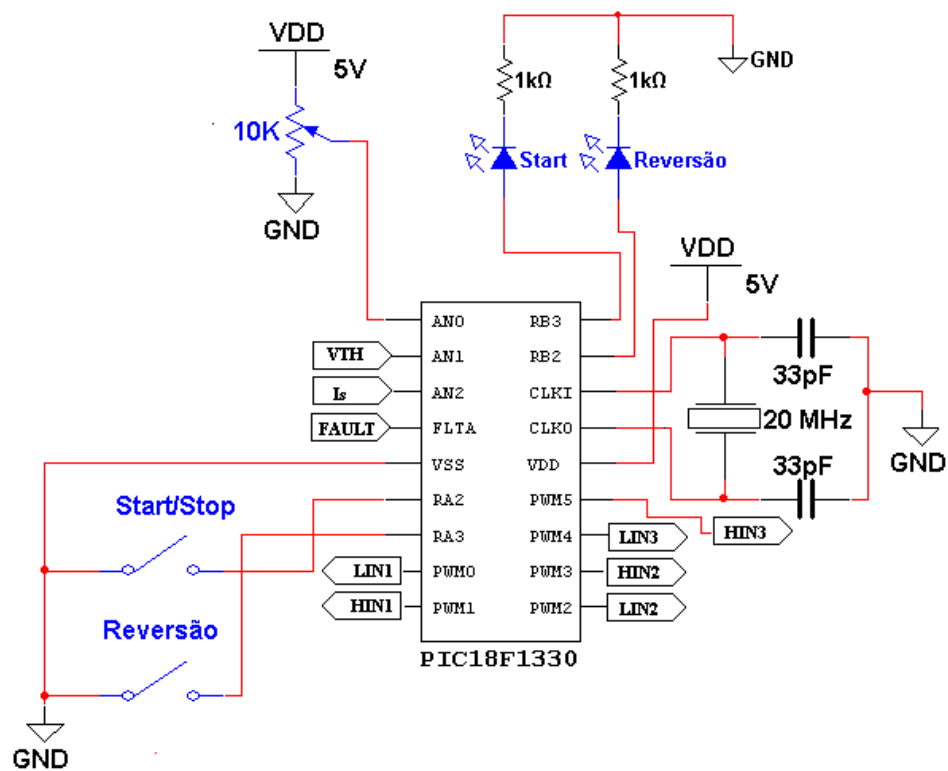 VDD
5V
10K
GND
1kΩ
1kΩ
GND
Start
Reversão
VDD
5V
AN0
RB3
VTH
AN1
RB2
33pF
Is
AN2
CLKI
FAULT
FLTA
CLKO
20 MHz
GND
VSS
VDD
33pF
Start/Stop
RA2
PWM5
HIN3
RA3
PWM4
LIN3
LIN1
PWM0
PWM3
HIN2
HIN1
PWM1
PWM2
LIN2
Reversão
PIC18F1330
GND